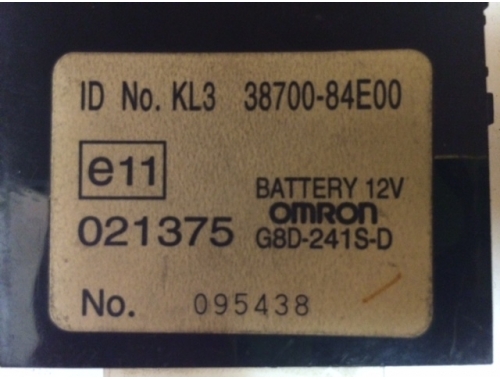 ID No. KL3 38700-84E00
e11
BATTERY 12V
OMRON
021375 G8D-241S-D
No. 095438